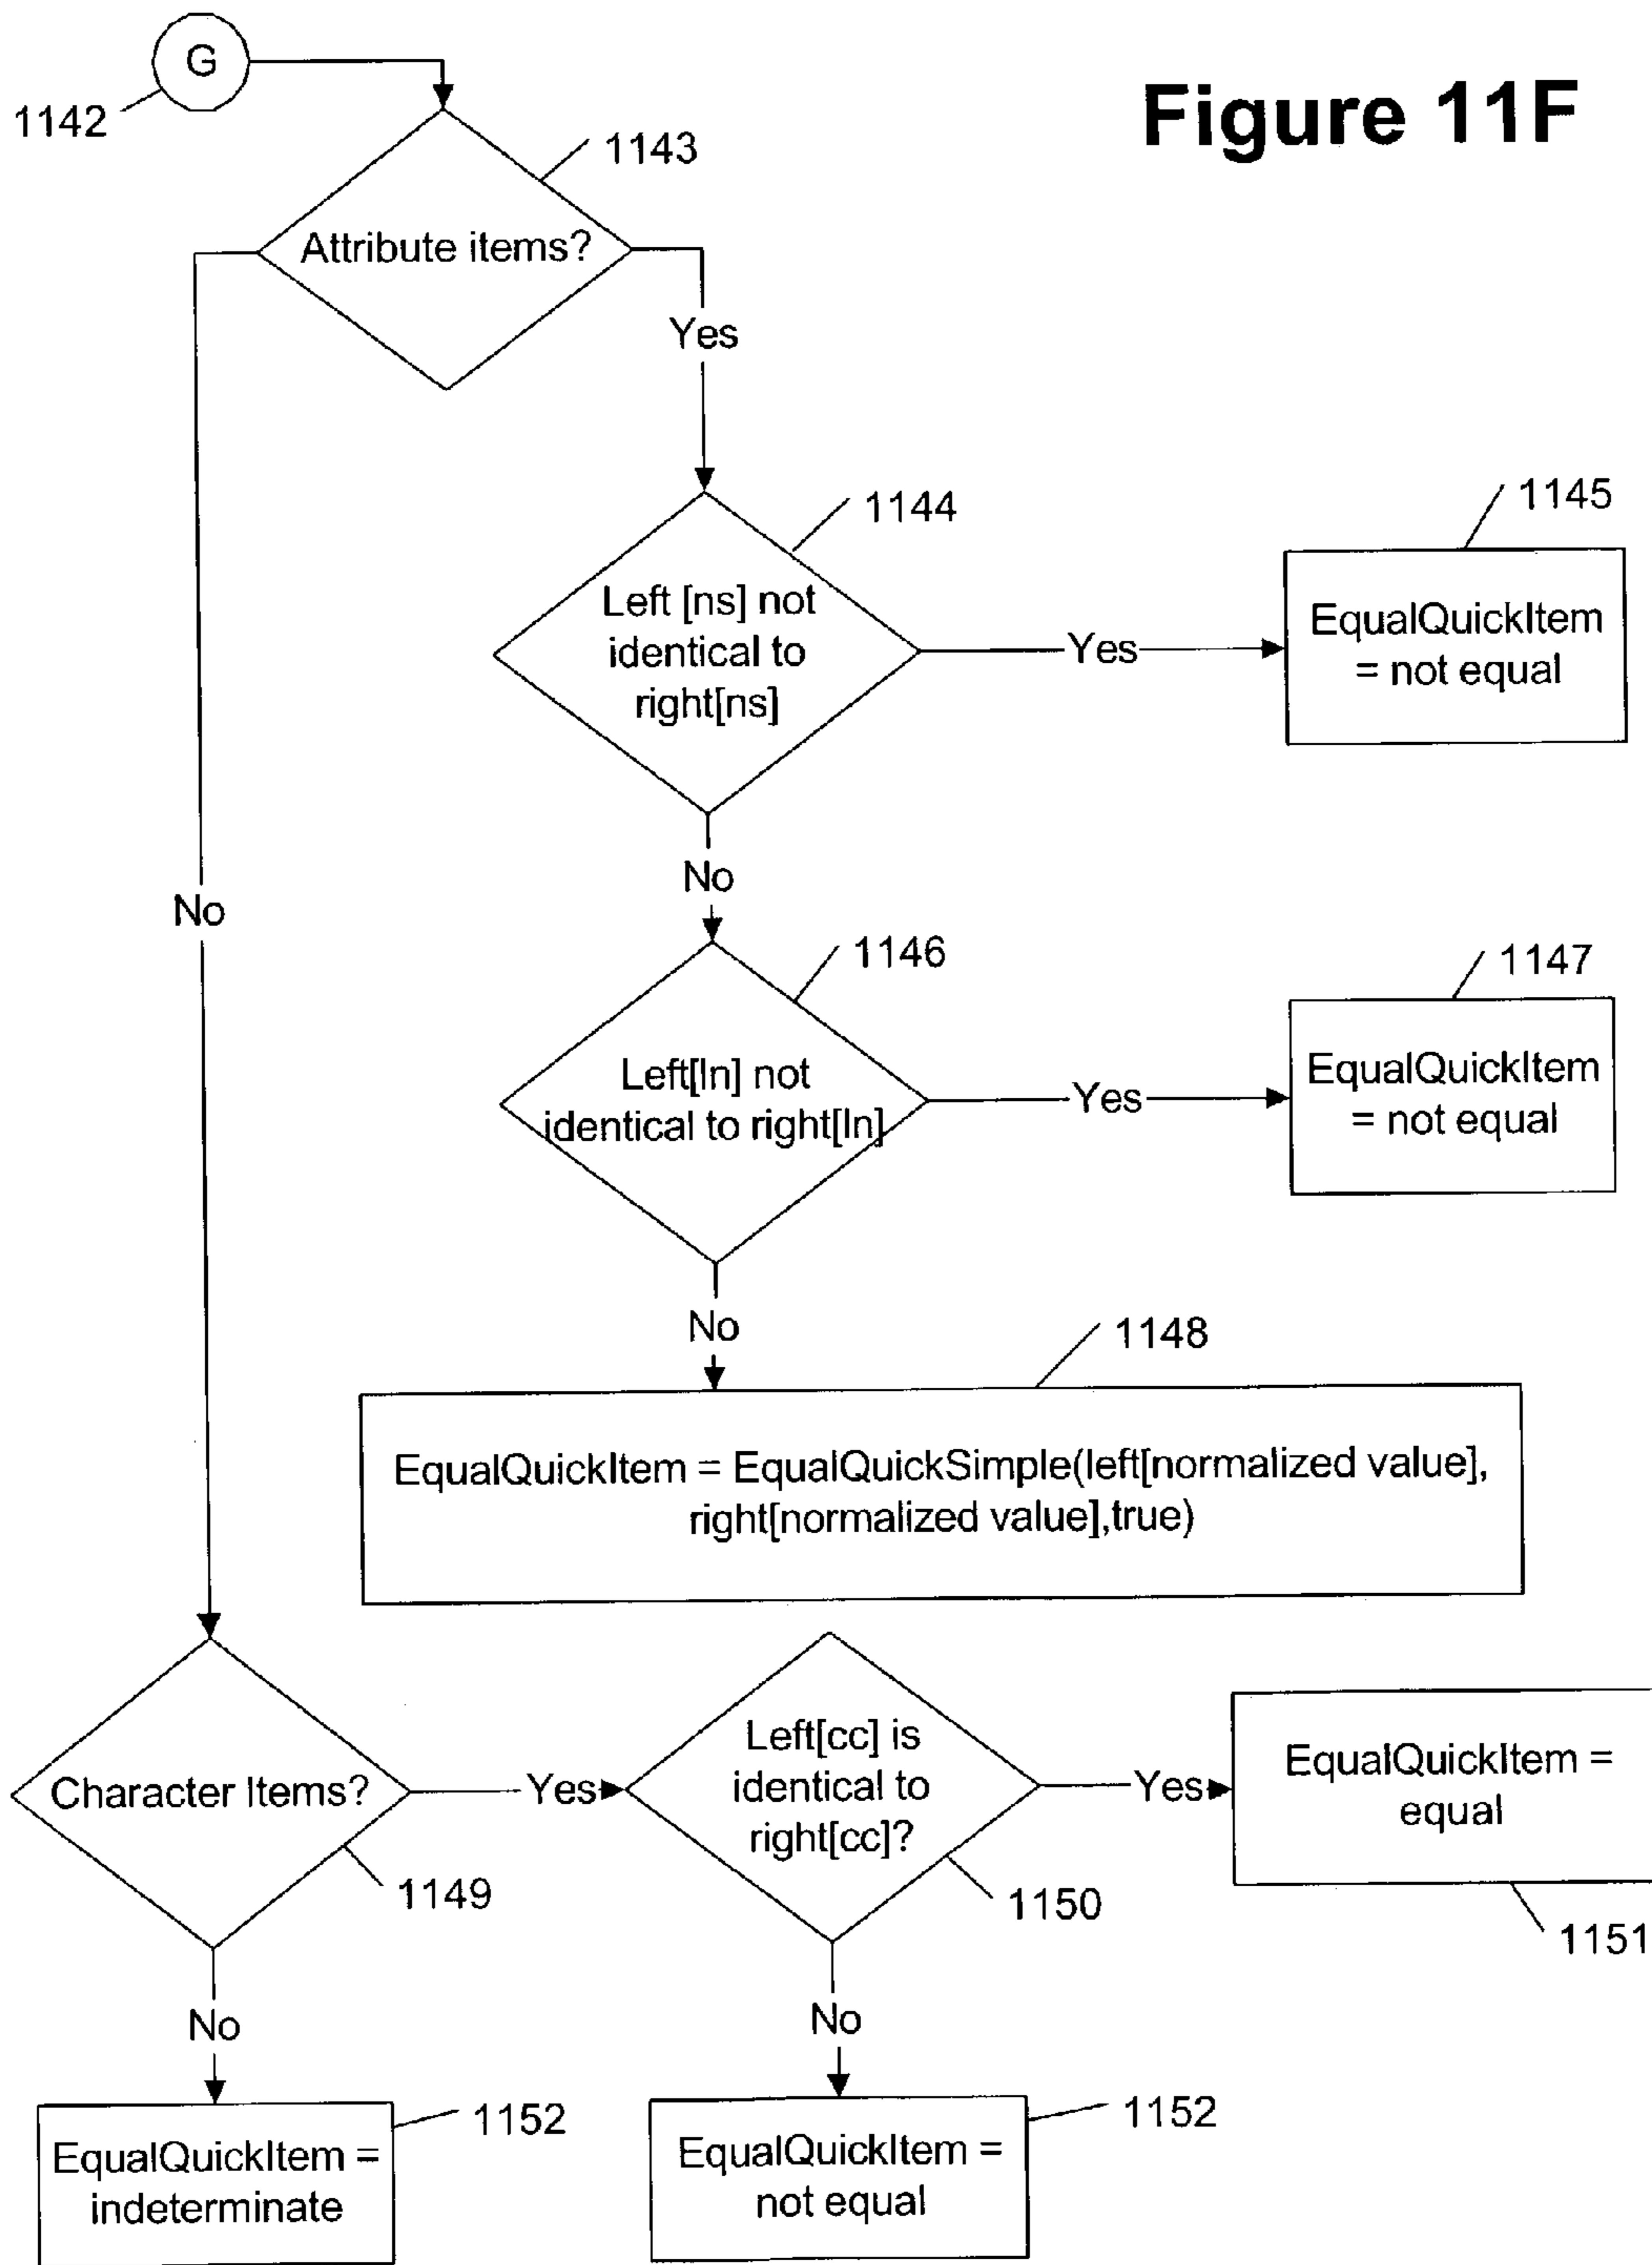 Figure 11F
G
1142
1143
Attribute items?
Yes
No
1144
Left [ns] not
identical to
right[ns]
Yes
1145
EqualQuickItem
= not equal
No
1146
Left[ln] not
identical to right[ln]
Yes
1147
EqualQuickItem
= not equal
No
1148
EqualQuickItem = EqualQuickSimple(left[normalized value],
right[normalized value],true)
Character Items?
1149
Yes
Left[cc] is
identical to
right[cc]?
1150
Yes
EqualQuickItem =
equal
1151
No
1152
EqualQuickItem =
indeterminate
No
1152
EqualQuickItem =
not equal